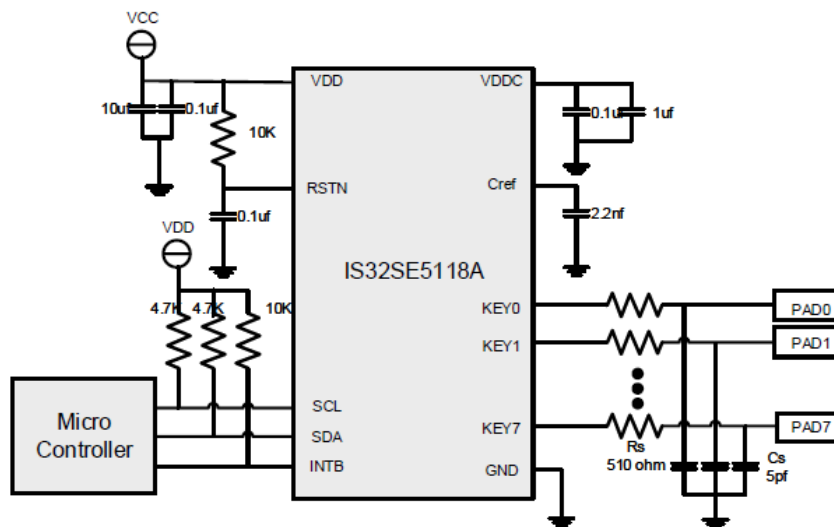 VCC
VDD
VDDC
10uf
0.1uf
0.1uf
1uf
10K
RSTN
Cref
0.1uf
2.2nf
VDD
IS32SE5118A
4.7K
4.7K
10K
KEY0
PAD0
KEY1
PAD1
Micro
Controller
SCL
SDA
INTB
KEY7
PAD7
Rs
510 ohm
Cs
5pf
GND